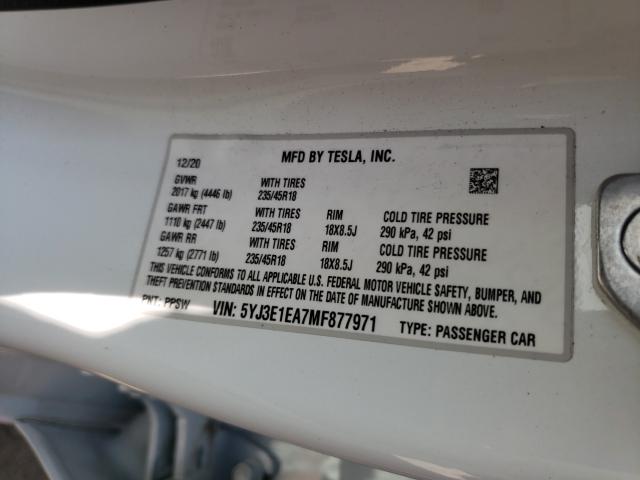 MFD BY TESLA, INC.
12/20
GVWR WITH TIRES
2017 kg (4446 lb) 235/45R18
GAWR FRT WITH TIRES RIM COLD TIRE PRESSURE
1110 kg (2447 lb) 235/45R18 18X8.5J 290 kPa, 42 psi
GAWR RR WITH TIRES RIM COLD TIRE PRESSURE
1257 kg (2771 lb) 235/45R18 18X8.5J 290 kPa, 42 psi
THIS VEHICLE CONFORMS TO ALL APPLICABLE U.S. FEDERAL MOTOR VEHICLE SAFETY, BUMPER, AND
THEFT PREVENTION STANDARDS IN EFFECT ON THE DATE OF MANUFACTURE SHOWN ABOVE.
PNT: PPSW VIN: 5YJ3E1EA7MF877971 TYPE: PASSENGER CAR